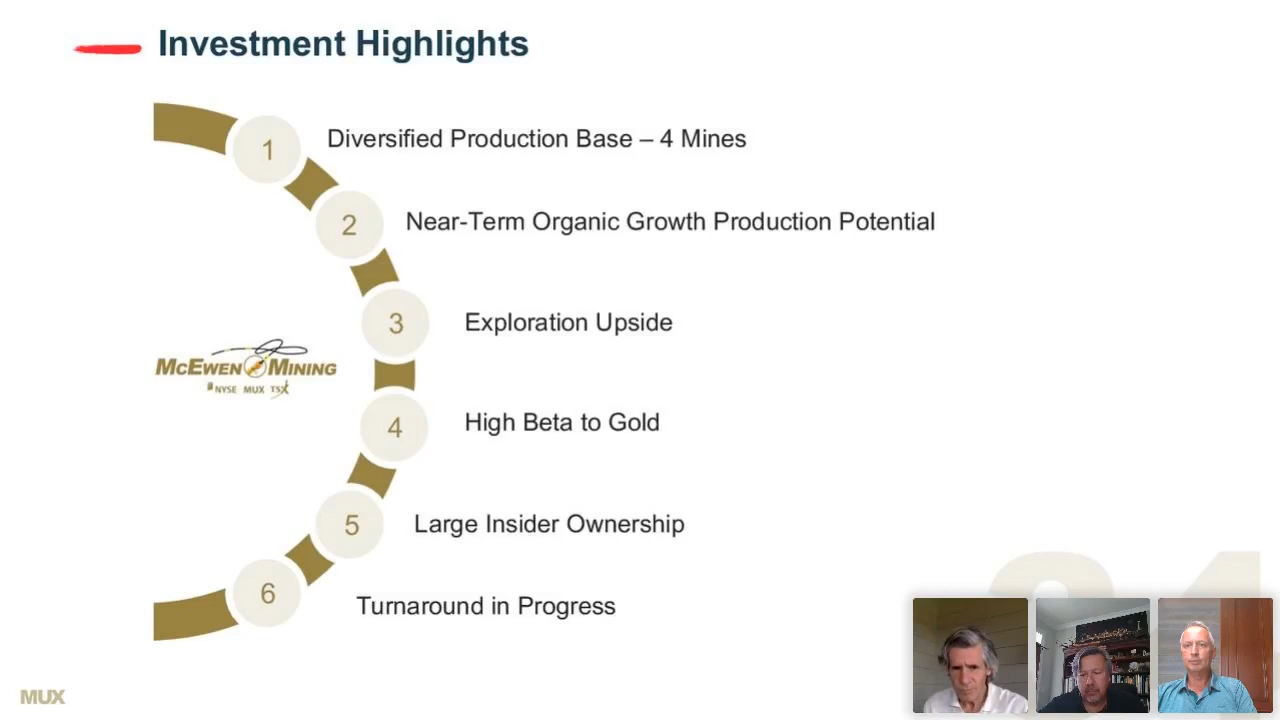 Investment Highlights
1
Diversified Production Base – 4 Mines
2
Near-Term Organic Growth Production Potential
3
Exploration Upside
McEwen Mining
NYSE MUX TSX
4
High Beta to Gold
5
Large Insider Ownership
6
Turnaround in Progress
MUX